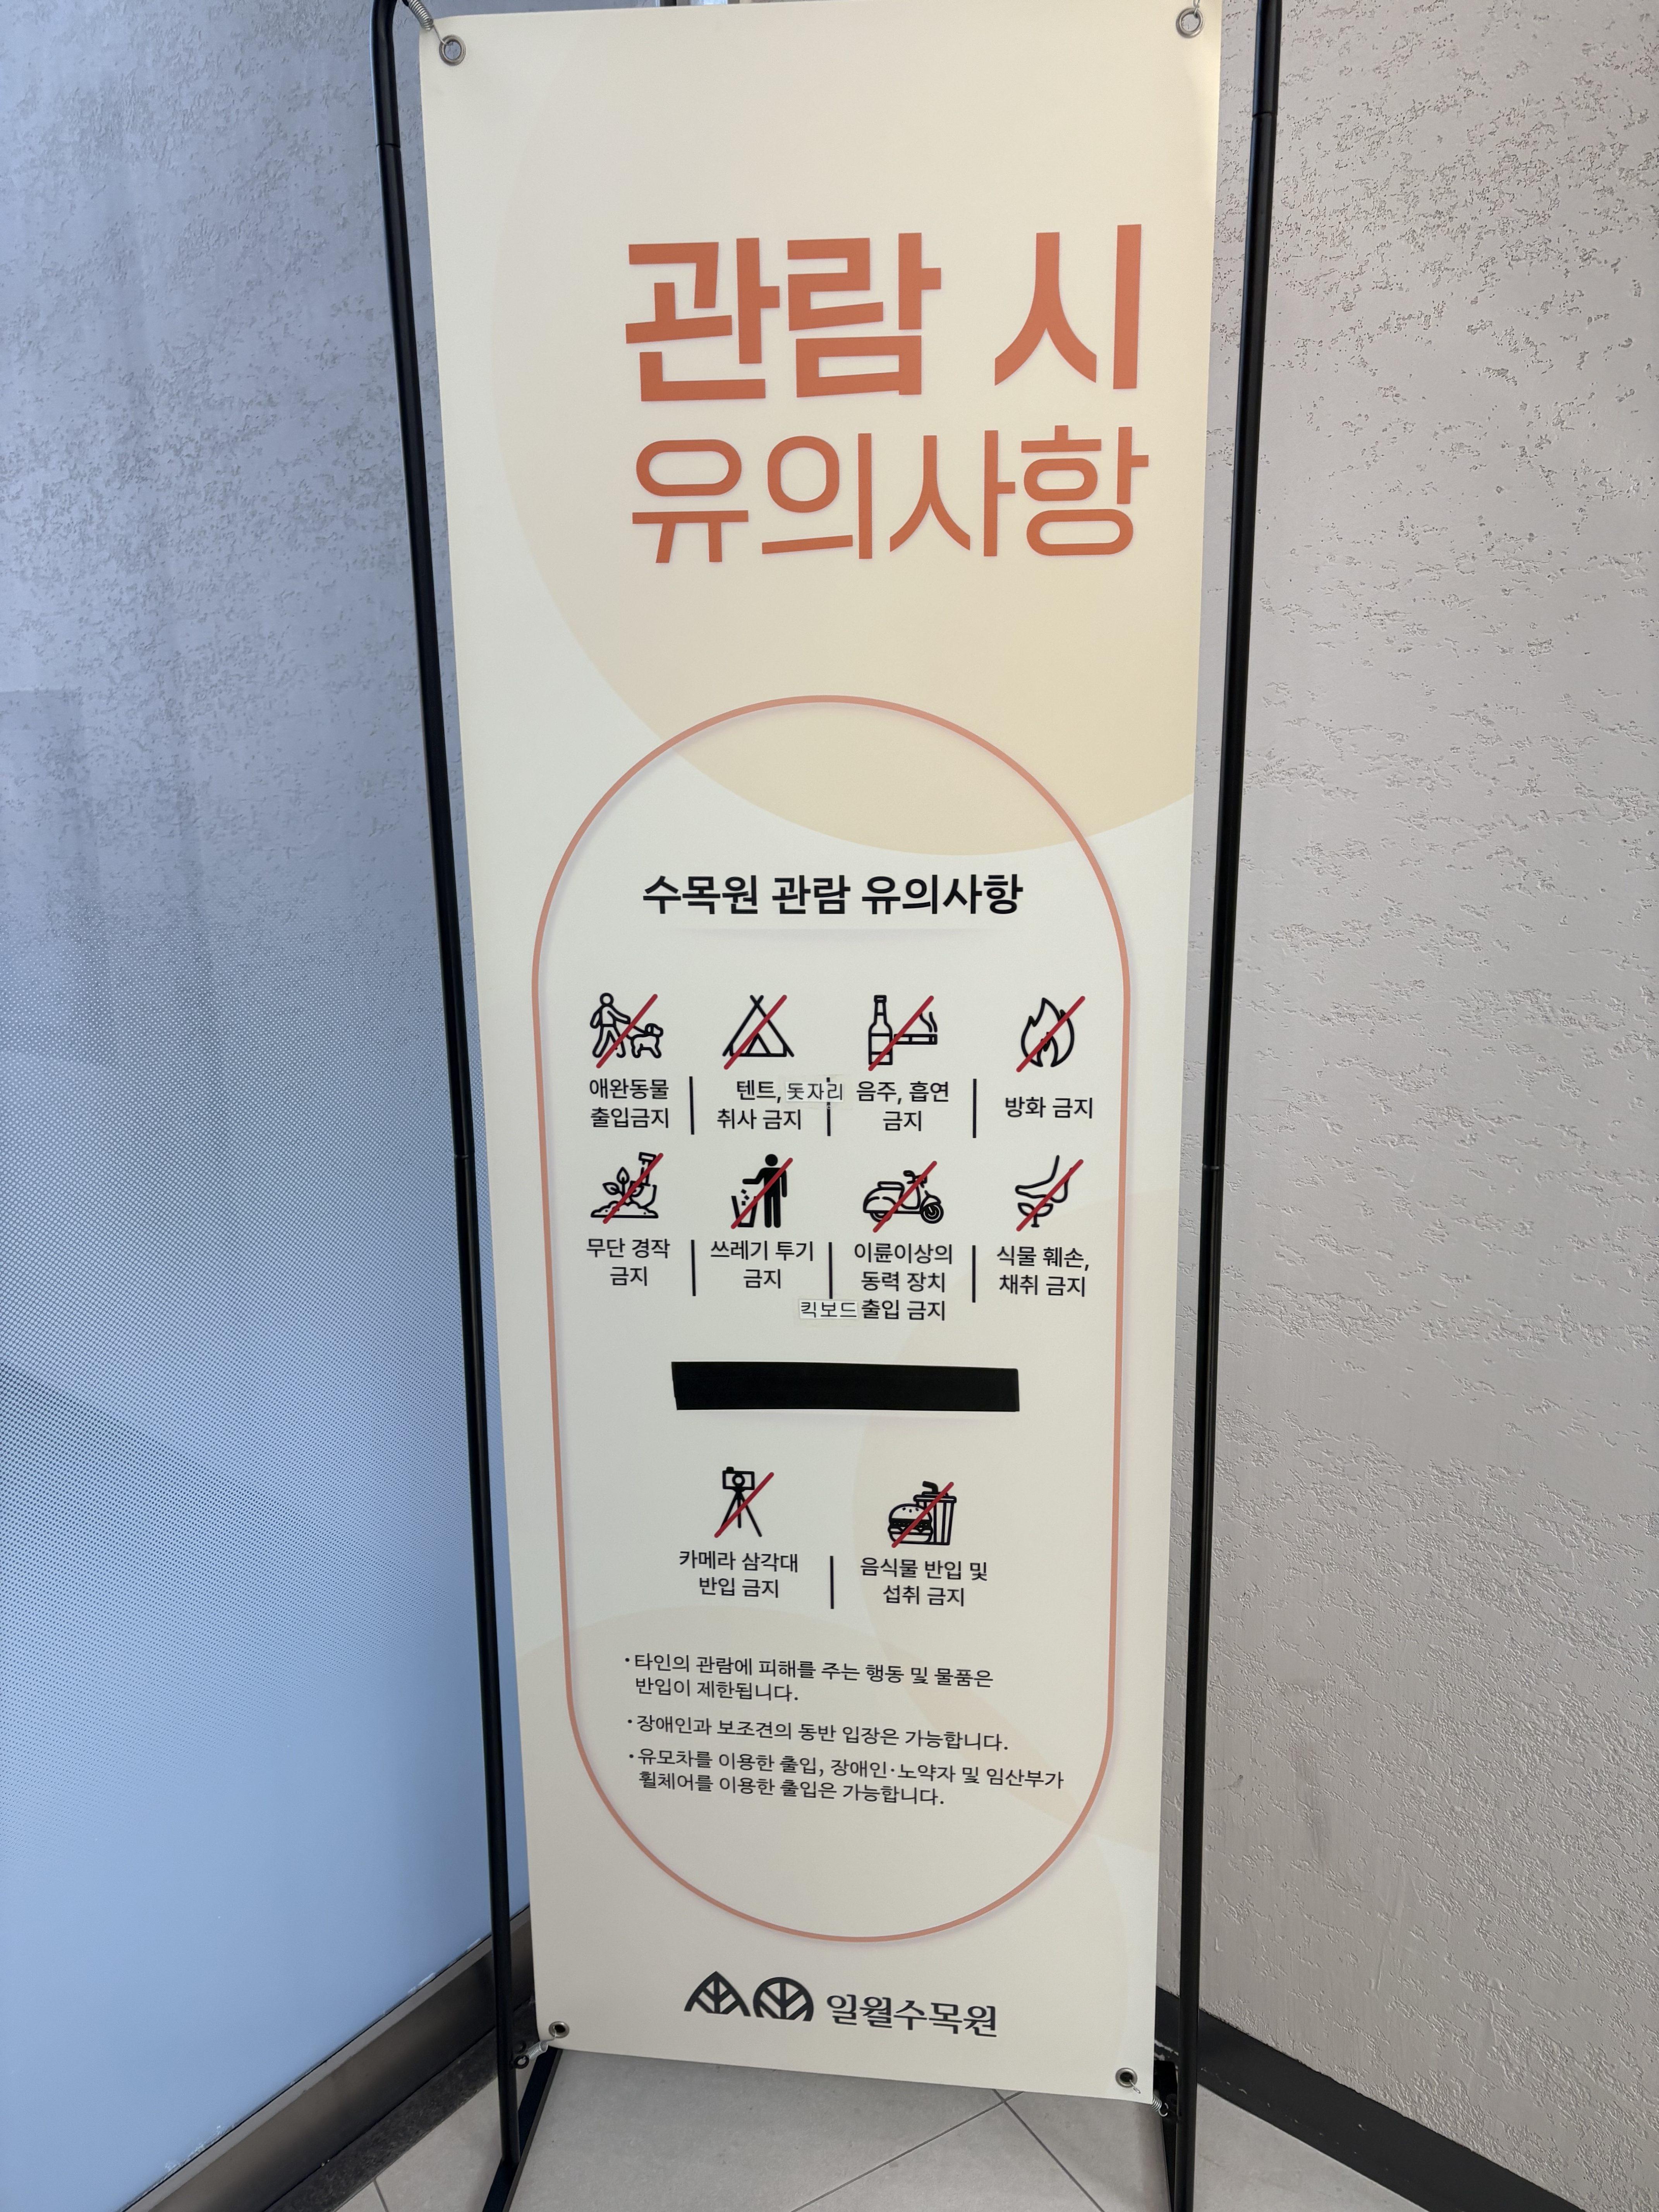 관람 시
유의사항
수목원 관람 유의사항
애완동물
출입금지
텐트, 돗자리
취사 금지
음주, 흡연
금지
방화 금지
무단 경작
금지
쓰레기 투기
금지
이륜이상의
동력 장치
킥보드 출입 금지
식물 훼손,
채취 금지
카메라 삼각대
반입 금지
음식물 반입 및
섭취 금지
·타인의 관람에 피해를 주는 행동 및 물품은
반입이 제한됩니다.
·장애인과 보조견의 동반 입장은 가능합니다.
·유모차를 이용한 출입, 장애인·노약자 및 임산부가
휠체어를 이용한 출입은 가능합니다.
일월수목원